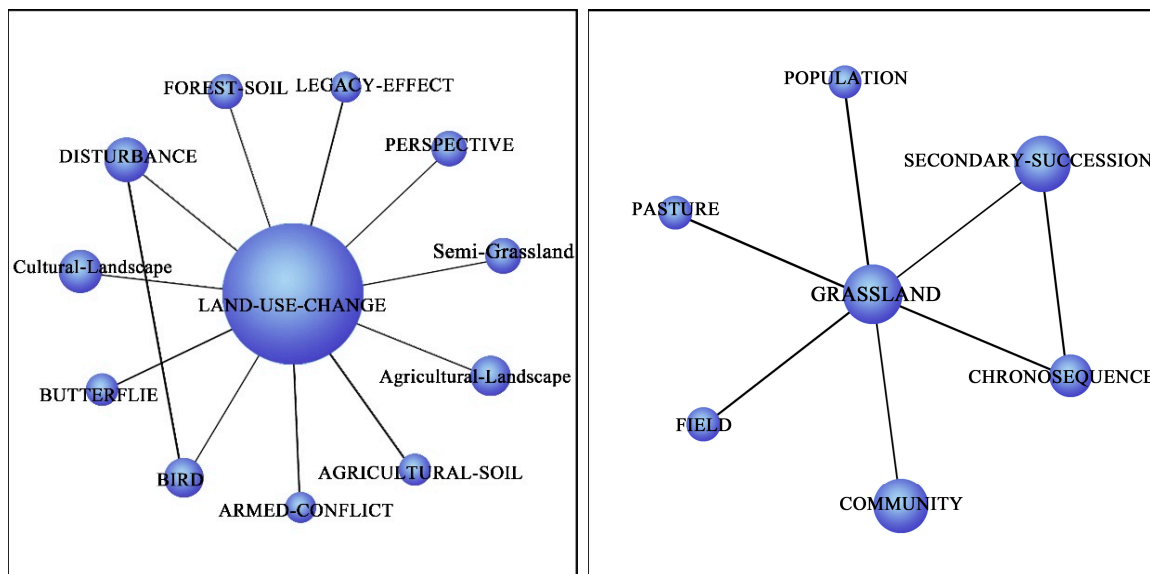 FOREST-SOIL
LEGACY-EFFECT
DISTURBANCE
PERSPECTIVE
Semi-Grassland
Cultural-Landscape
LAND-USE-CHANGE
Agricultural-Landscape
BUTTERFLIE
BIRD
AGRICULTURAL-SOIL
ARMED-CONFLICT
POPULATION
SECONDARY-SUCCESSION
PASTURE
GRASSLAND
CHRONOSEQUENCE
FIELD
COMMUNITY